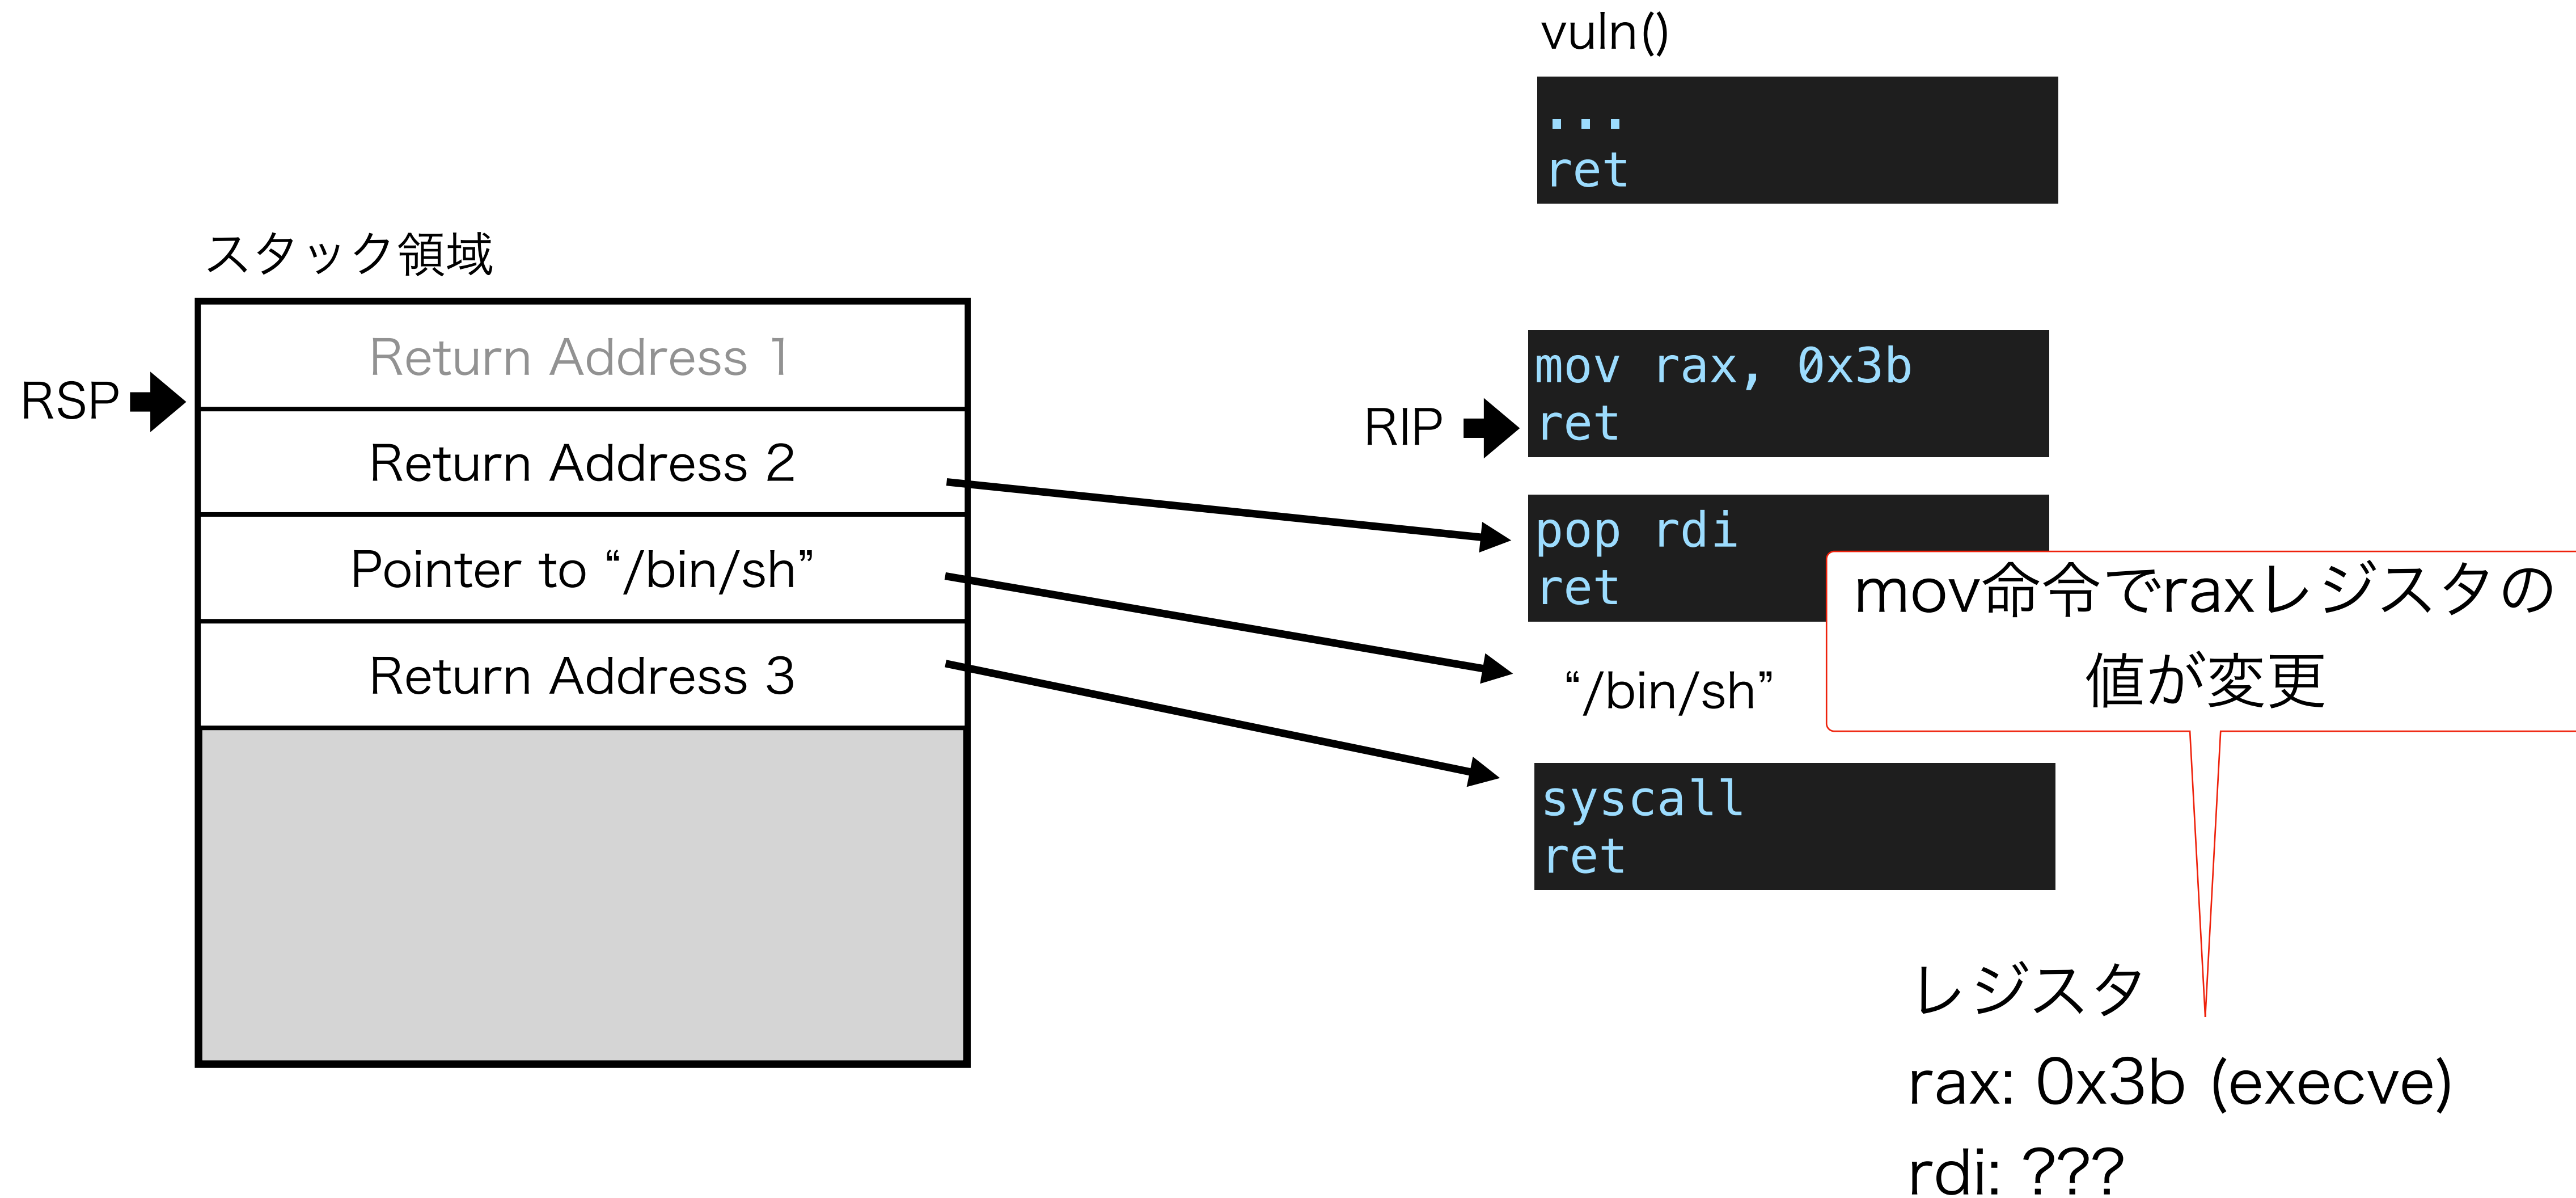 vuln()
...
ret
スタック領域
Return Address 1
RSP
Return Address 2
Pointer to “/bin/sh”
Return Address 3
mov rax, 0x3b
RIP
ret
pop rdi
ret
mov命令でraxレジスタの
値が変更
“/bin/sh”
syscall
ret
レジスタ
rax: 0x3b (execve)
rdi: ???